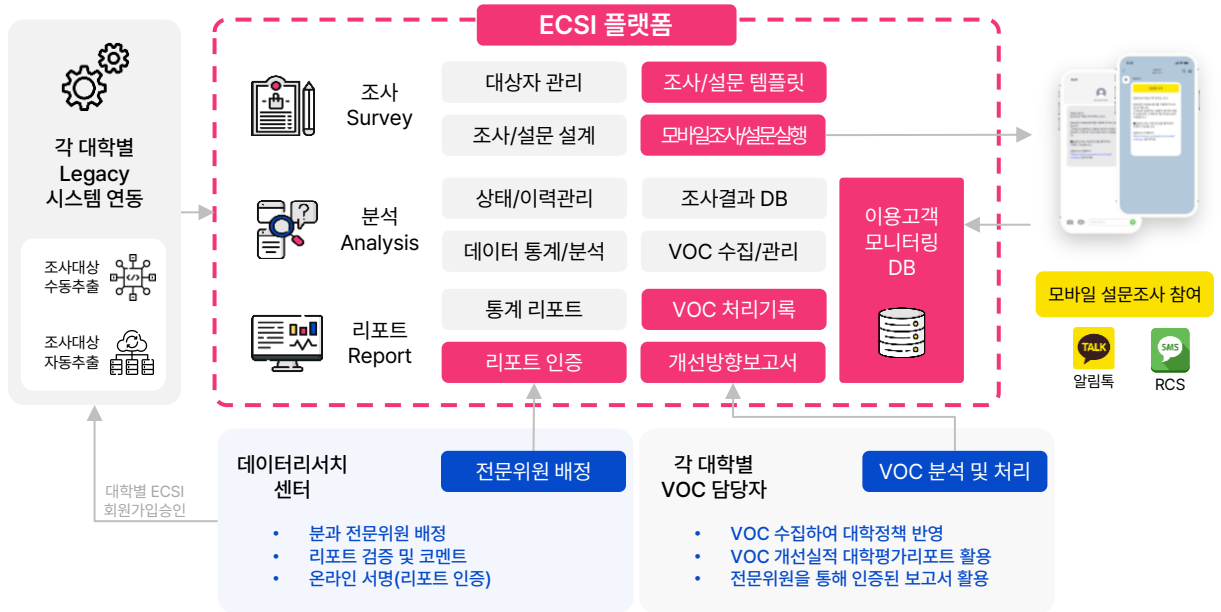 ECSI 플랫폼
각 대학별
Legacy
시스템 연동
조사대상
수동추출
조사대상
자동추출
조사
Survey
대상자 관리
조사/설문 템플릿
조사/설문 설계
모바일조사/설문실행
분석
Analysis
상태/이력관리
조사결과 DB
데이터 통계/분석
VOC 수집/관리
리포트
Report
통계 리포트
VOC 처리기록
리포트 인증
개선방향보고서
이용고객
모니터링
DB
모바일 설문조사 참여
TALK
알림톡
SMS
RCS
대학별 ECSI
회원가입승인
데이터리서치
센터
전문위원 배정
• 분과 전문위원 배정
• 리포트 검증 및 코멘트
• 온라인 서명(리포트 인증)
각 대학별
VOC 담당자
VOC 분석 및 처리
• VOC 수집하여 대학정책 반영
• VOC 개선실적 대학평가리포트 활용
• 전문위원을 통해 인증된 보고서 활용